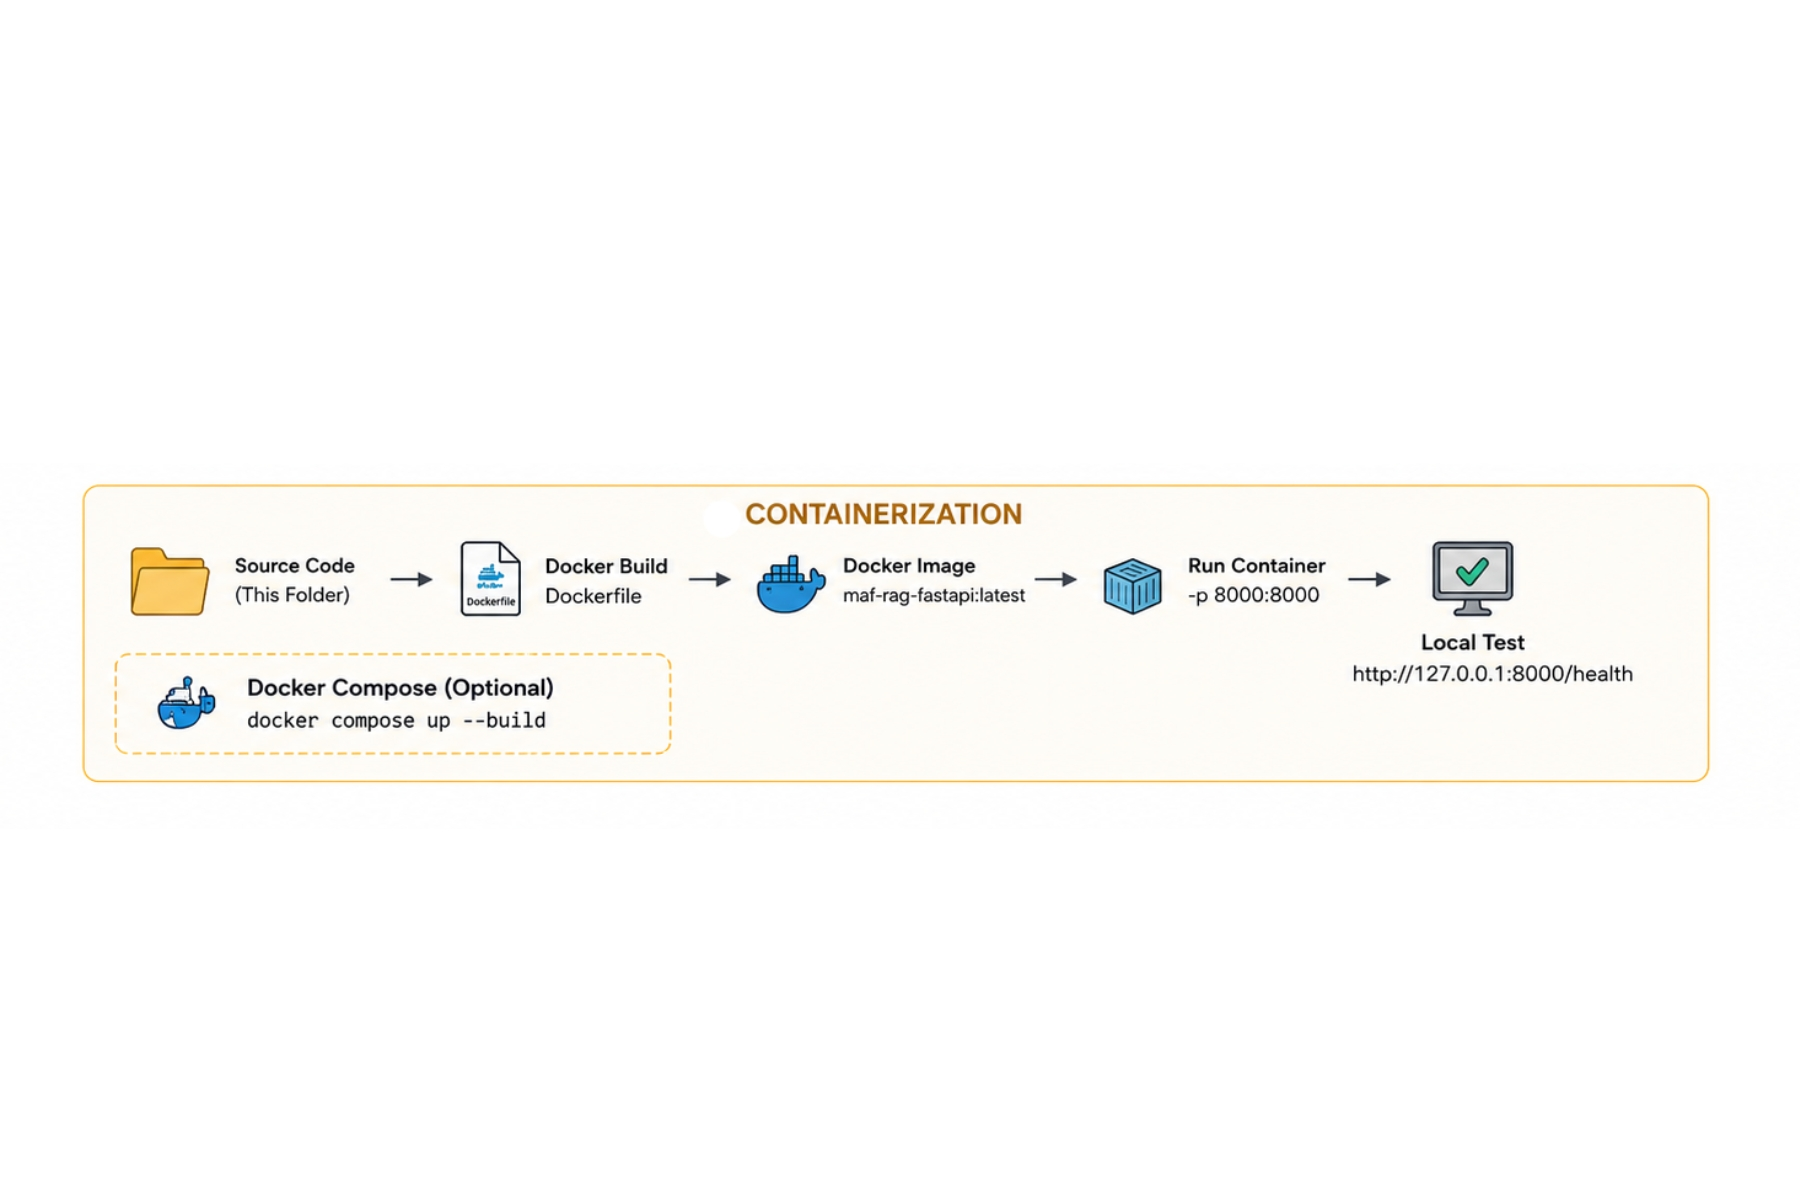 CONTAINERIZATION
Source Code
(This Folder)
Dockerfile
Docker Build
Dockerfile
Docker Image
maf-rag-fastapi:latest
Run Container
-p 8000:8000
Local Test
http://127.0.0.1:8000/health
Docker Compose (Optional)
docker compose up --build